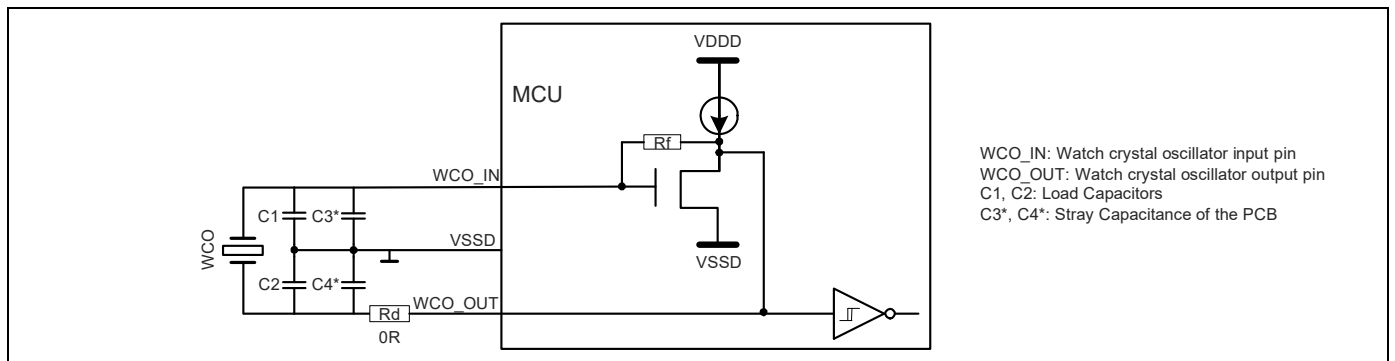 VDDD
MCU
Rf
WCO_IN
C1
C3*
VSSD
WCO
VSSD
C2
C4*
WCO_OUT
Rd
0R
WCO_IN: Watch crystal oscillator input pin
WCO_OUT: Watch crystal oscillator output pin
C1, C2: Load Capacitors
C3*, C4*: Stray Capacitance of the PCB